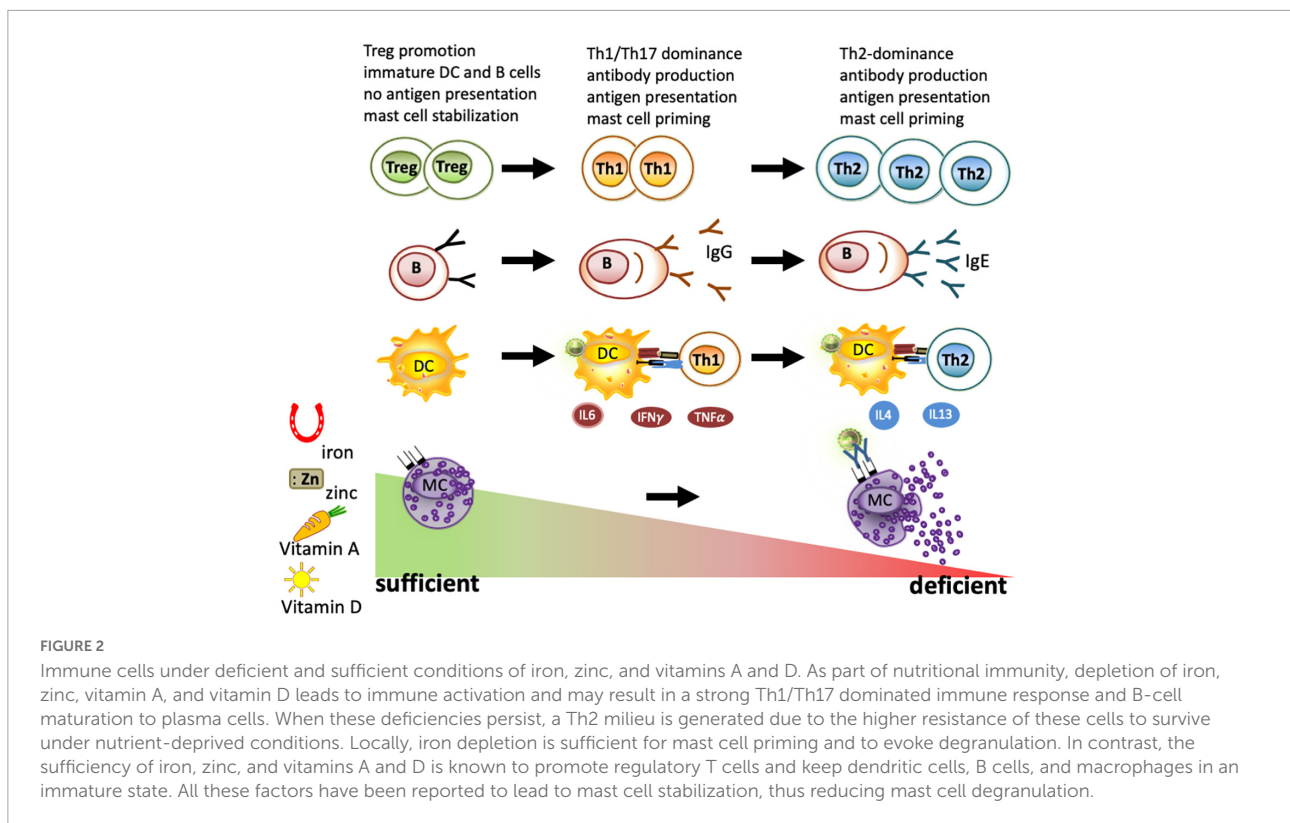 Treg promotion
immature DC and B cells
no antigen presentation
mast cell stabilization
Th1/Th17 dominance
antibody production
antigen presentation
mast cell priming
Th2-dominance
antibody production
antigen presentation
mast cell priming
Treg Treg
Th1 Th1
Th2 Th2 Th2
B
B
IgG
B
IgE
DC
DC
Th1
DC
Th2
IL6
IFNγ
TNFα
IL4
IL13
iron
: Zn
zinc
Vitamin A
Vitamin D
MC
MC
sufficient
deficient
FIGURE 2
Immune cells under deficient and sufficient conditions of iron, zinc, and vitamins A and D. As part of nutritional immunity, depletion of iron,
zinc, vitamin A, and vitamin D leads to immune activation and may result in a strong Th1/Th17 dominated immune response and B-cell
maturation to plasma cells. When these deficiencies persist, a Th2 milieu is generated due to the higher resistance of these cells to survive
under nutrient-deprived conditions. Locally, iron depletion is sufficient for mast cell priming and to evoke degranulation. In contrast, the
sufficiency of iron, zinc, and vitamins A and D is known to promote regulatory T cells and keep dendritic cells, B cells, and macrophages in an
immature state. All these factors have been reported to lead to mast cell stabilization, thus reducing mast cell degranulation.